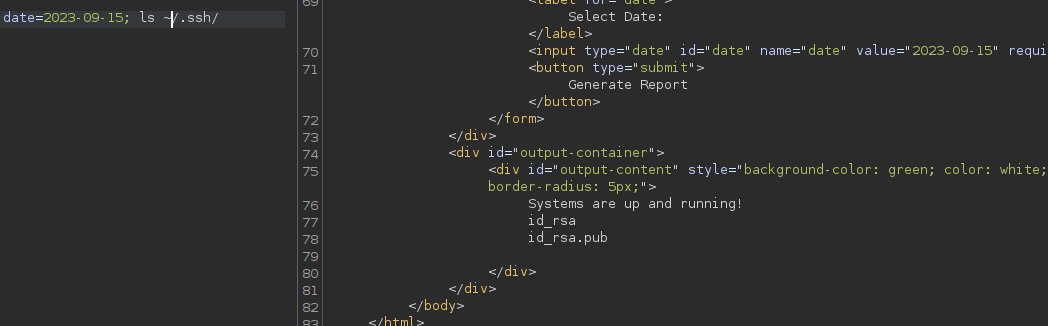 date=2023-09-15; ls ~/.ssh/
69 <label for="date">
Select Date:
</label>
70 <input type="date" id="date" name="date" value="2023-09-15" requi
71 <button type="submit">
Generate Report
</button>
72 </form>
73 </div>
74 <div id="output-container">
75 <div id="output-content" style="background-color: green; color: white;
border-radius: 5px;">
76 Systems are up and running!
77 id_rsa
78 id_rsa.pub
79
80 </div>
81 </div>
82 </body>
83 </html>